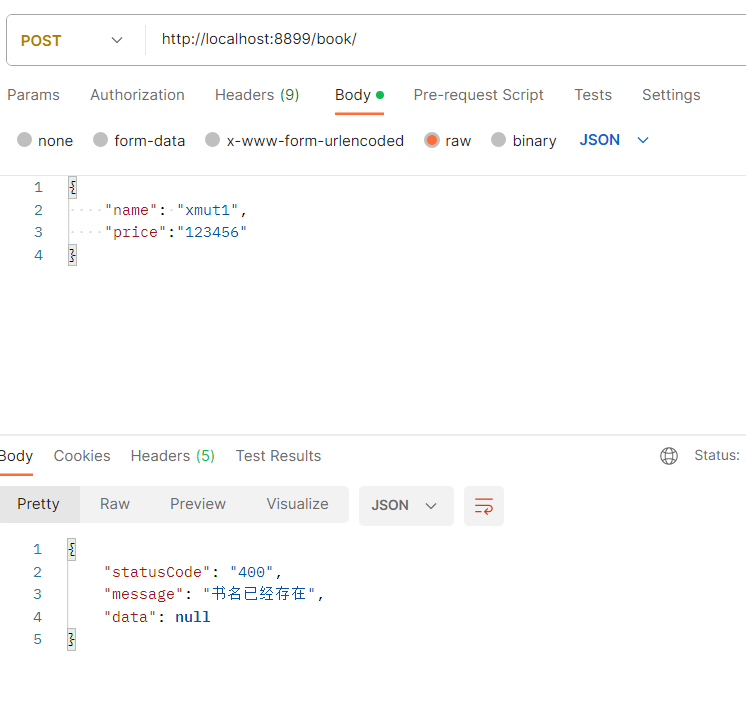 POST http://localhost:8899/book/
Params Authorization Headers (9) Body Pre-request Script Tests Settings
none form-data x-www-form-urlencoded raw binary JSON
1 {
2 "name": "xmut1",
3 "price":"123456"
4 }
Body Cookies Headers (5) Test Results Status:
Pretty Raw Preview Visualize JSON
1 {
2 "statusCode": "400",
3 "message": "书名已经存在",
4 "data": null
5 }